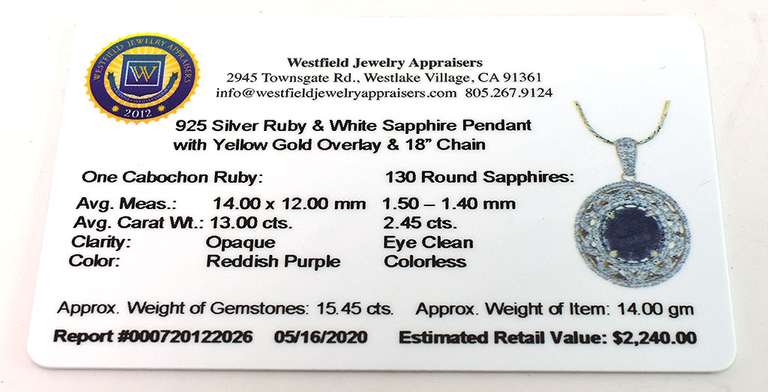 WESTFIELD JEWELRY APPRAISERS
W
2012
Westfield Jewelry Appraisers
2945 Townsgate Rd., Westlake Village, CA 91361
info@westfieldjewelryappraisers.com 805.267.9124
925 Silver Ruby & White Sapphire Pendant
with Yellow Gold Overlay & 18" Chain
One Cabochon Ruby: 130 Round Sapphires:
Avg. Meas.: 14.00 x 12.00 mm 1.50 – 1.40 mm
Avg. Carat Wt.: 13.00 cts. 2.45 cts.
Clarity: Opaque Eye Clean
Color: Reddish Purple Colorless
Approx. Weight of Gemstones: 15.45 cts. Approx. Weight of Item: 14.00 gm
Report #000720122026 05/16/2020 Estimated Retail Value: $2,240.00